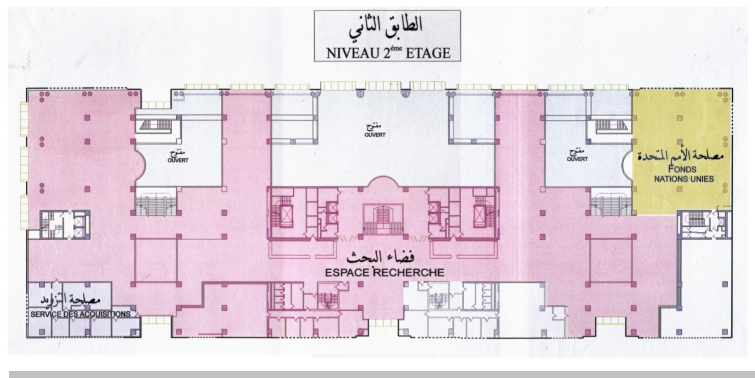 الطابق الثاني
NIVEAU 2ème ETAGE
مفتوح
OUVERT
مفتوح
OUVERT
مفتوح
OUVERT
مصلحة الأمم المتحدة
FONDS
NATIONS UNIES
فضاء البحث
ESPACE RECHERCHE
مصلحة التزويد
SERVICE DES ACQUISITIONS